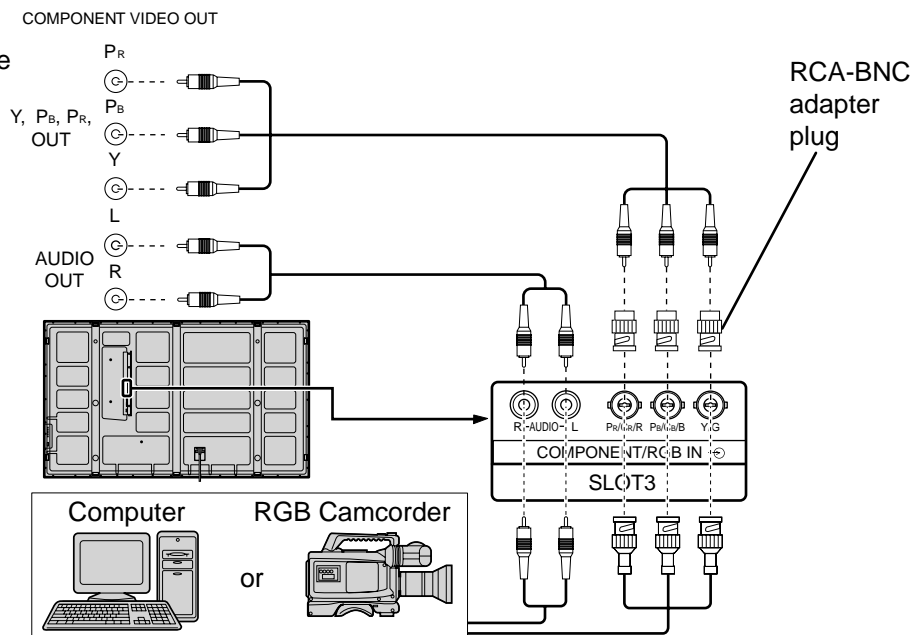 COMPONENT VIDEO OUT
e
PR
Y, PB, PR,
OUT
PB
Y
L
AUDIO
OUT
R
RCA-BNC
adapter
plug
R-AUDIO-L
PR/CR/R
PB/CB/B
Y/G
COMPONENT/RGB IN
SLOT3
Computer
or
RGB Camcorder